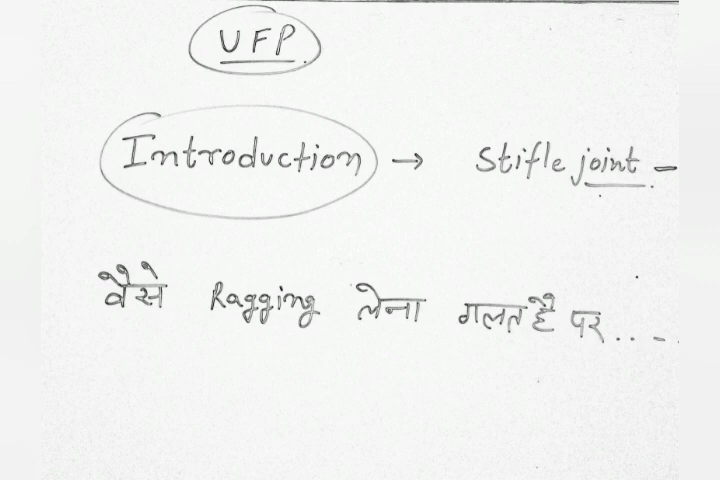 UFP.
Introduction → Stifle joint -
वैसे Ragging लेना गलत है पर....